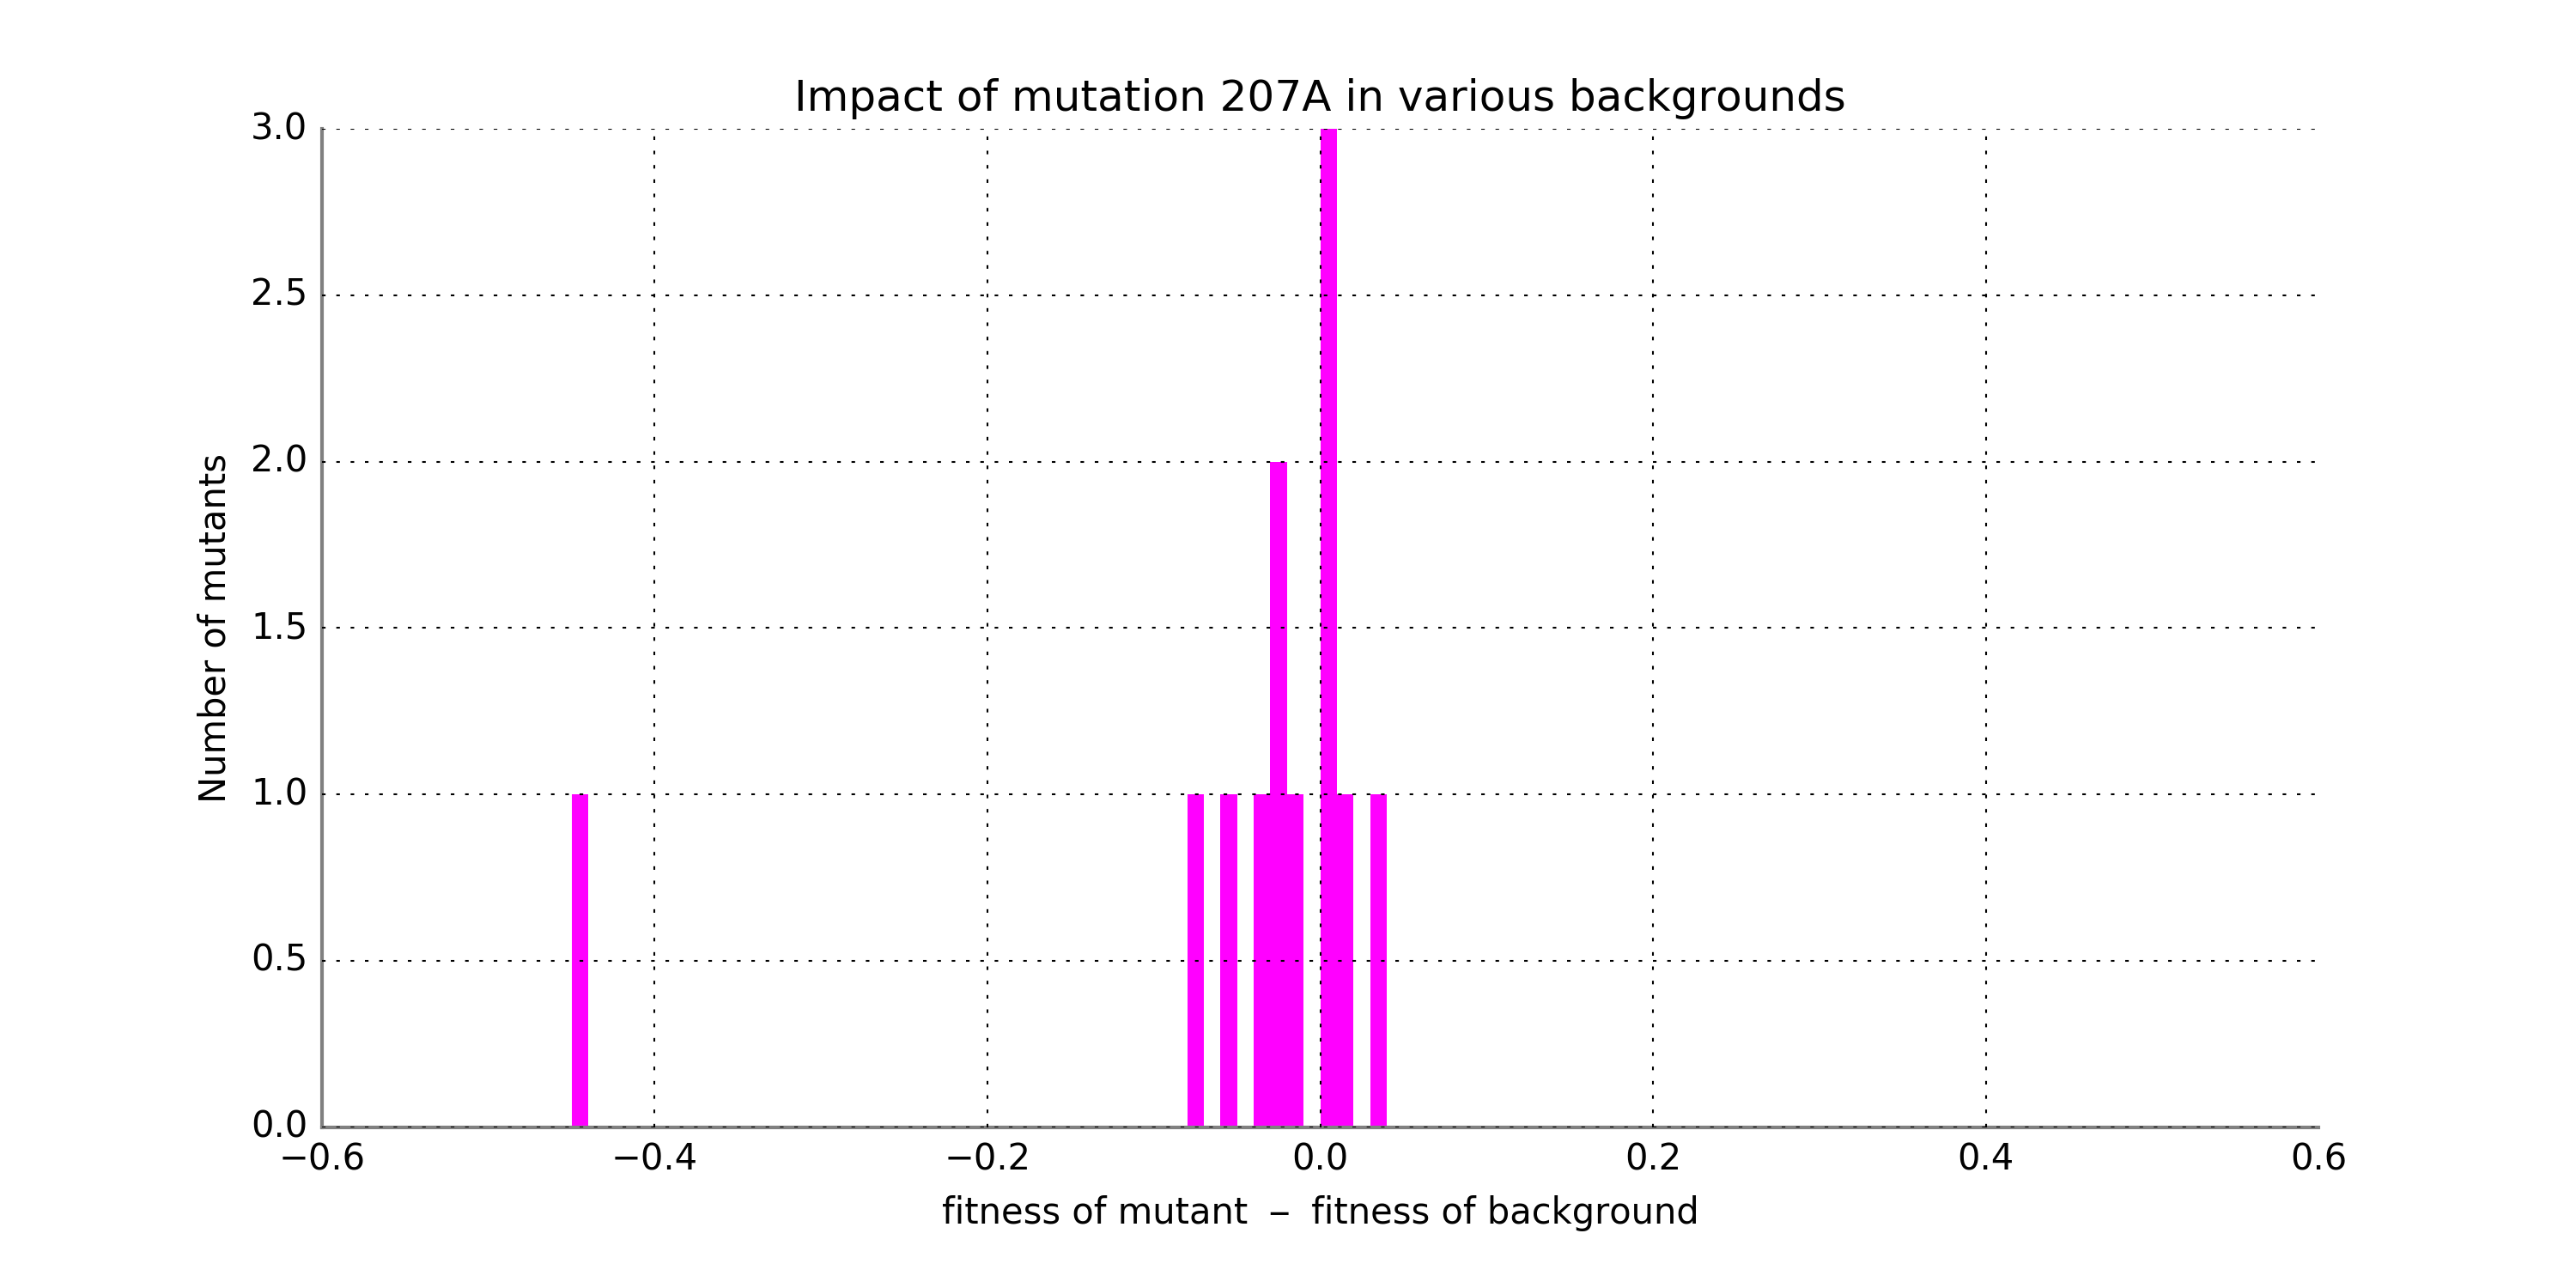 Impact of mutation 207A in various backgrounds
3.0
2.5
2.0
1.5
1.0
0.5
0.0
Number of mutants
−0.6 −0.4 −0.2 0.0 0.2 0.4 0.6
fitness of mutant − fitness of background